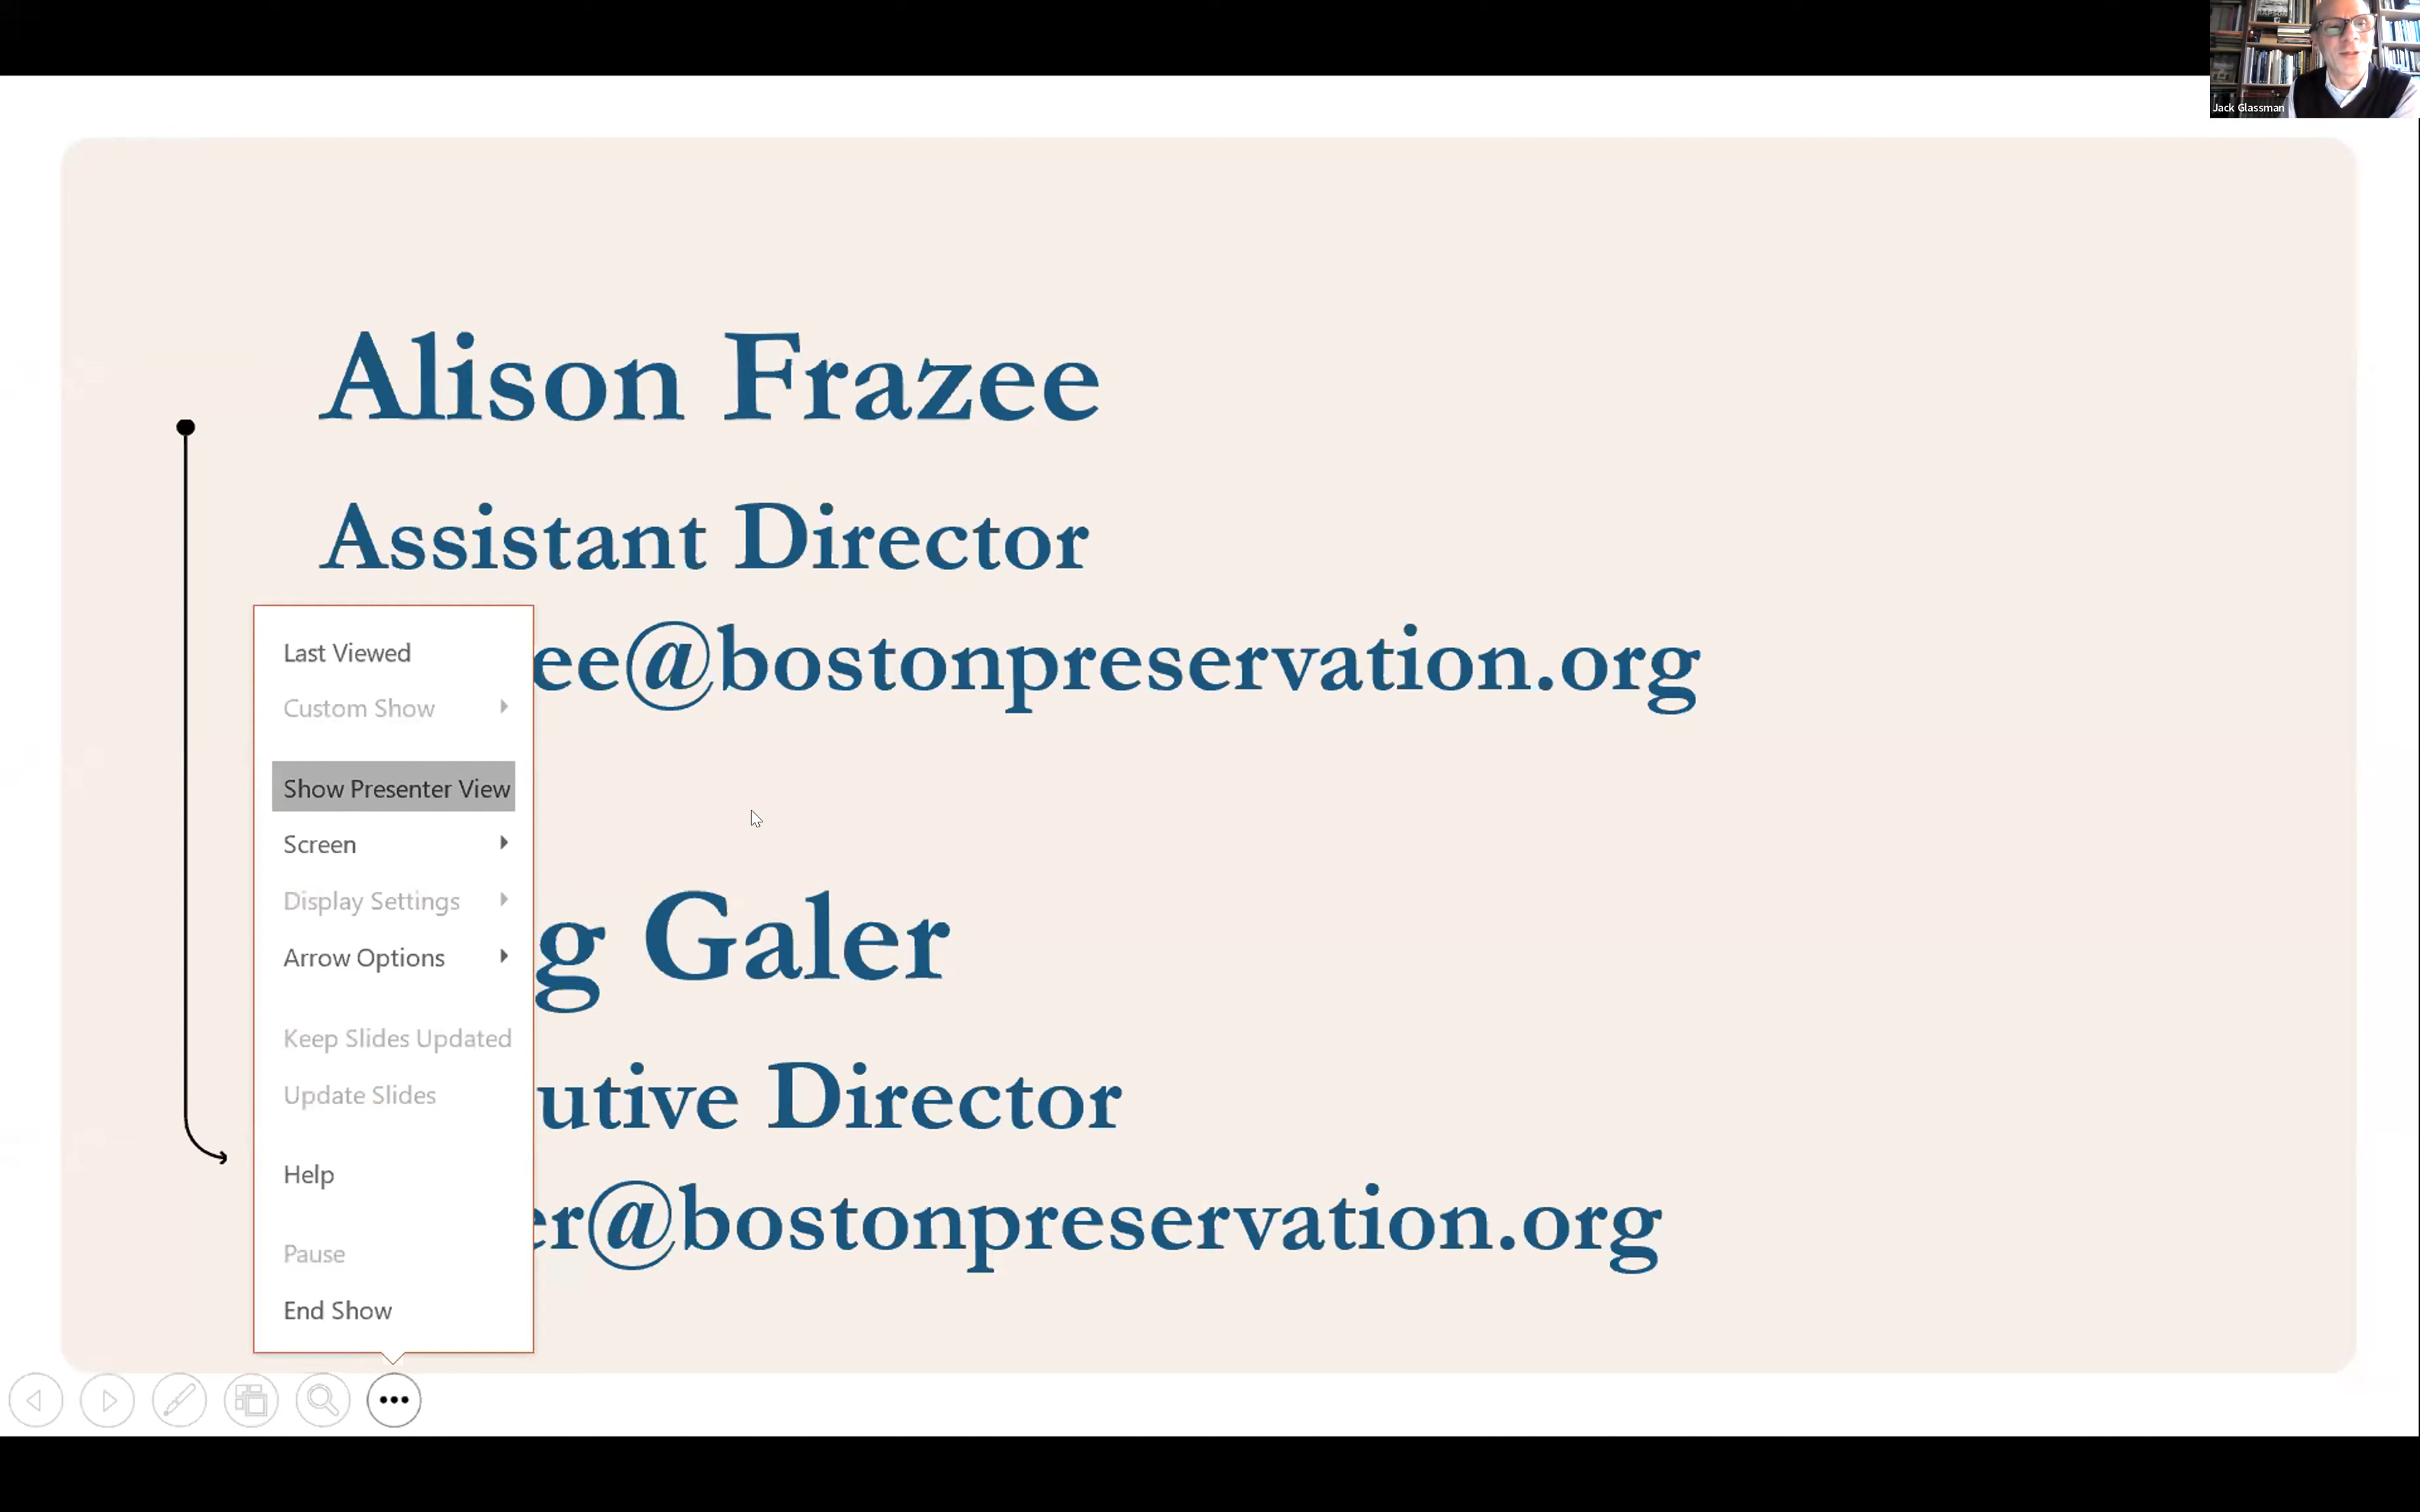 Jack Glassman
Alison Frazee
Assistant Director
ee@bostonpreservation.org
g Galer
utive Director
er@bostonpreservation.org
Last Viewed
Custom Show
Show Presenter View
Screen
Display Settings
Arrow Options
Keep Slides Updated
Update Slides
Help
Pause
End Show